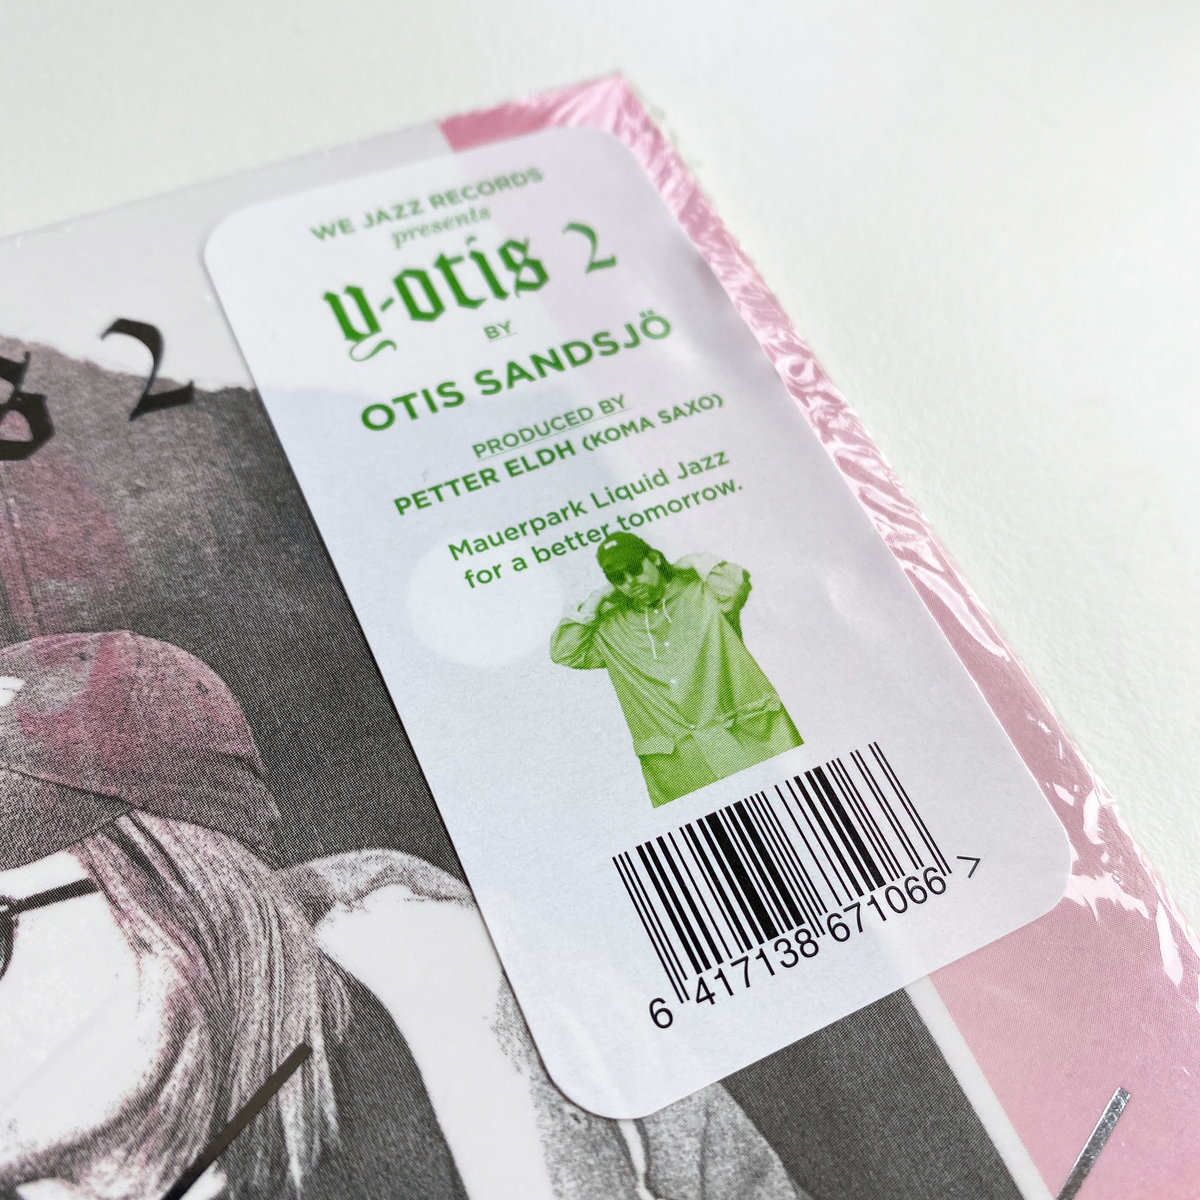 WE JAZZ RECORDS
presents
y-otis 2
BY
OTIS SANDSJÖ
PRODUCED BY
PETTER ELDH (KOMA SAXO)
Mauerpark Liquid Jazz
for a better tomorrow.
6 417138 671066 >
s 2